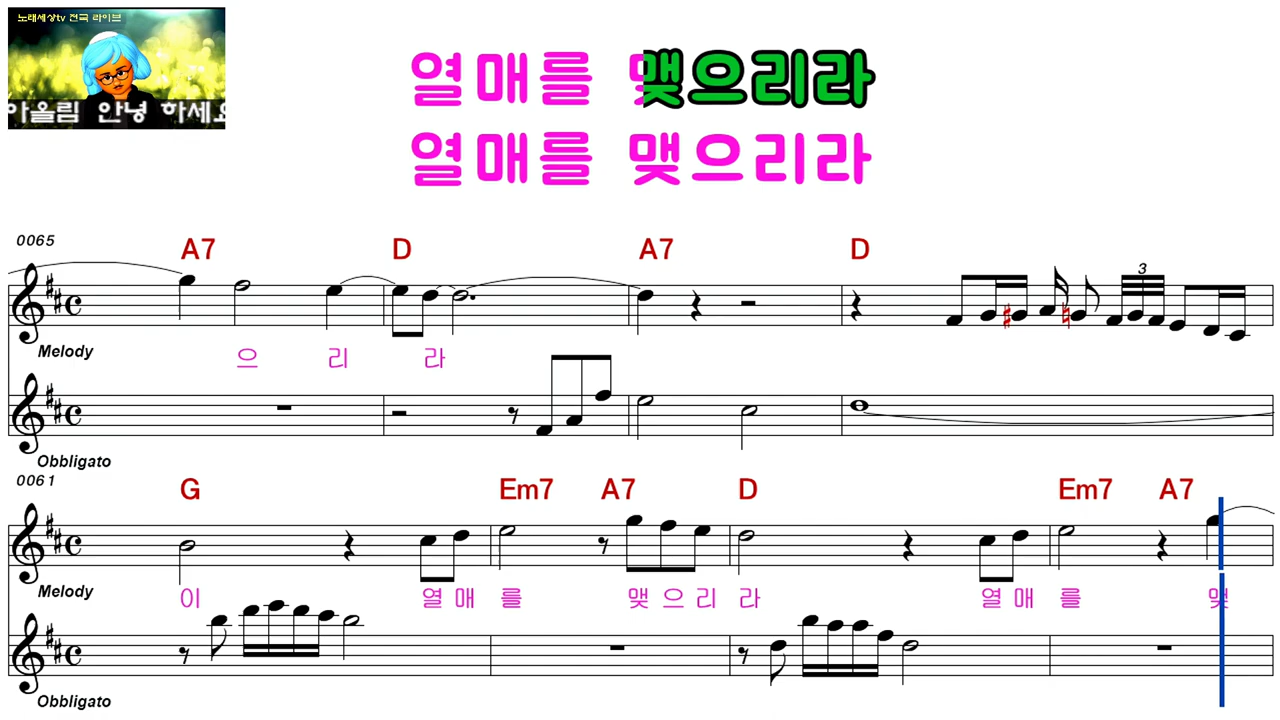 노래세상tv 전국 라이브
아울림 안녕 하세요
열매를 맺으리라
열매를 맺으리라
0065
A7 D A7 D
3
Melody
으 리 라
Obbligato
0061
G Em7 A7 D Em7 A7
Melody
이 열 매 를 맺 으 리 라 열 매 를 맺
Obbligato